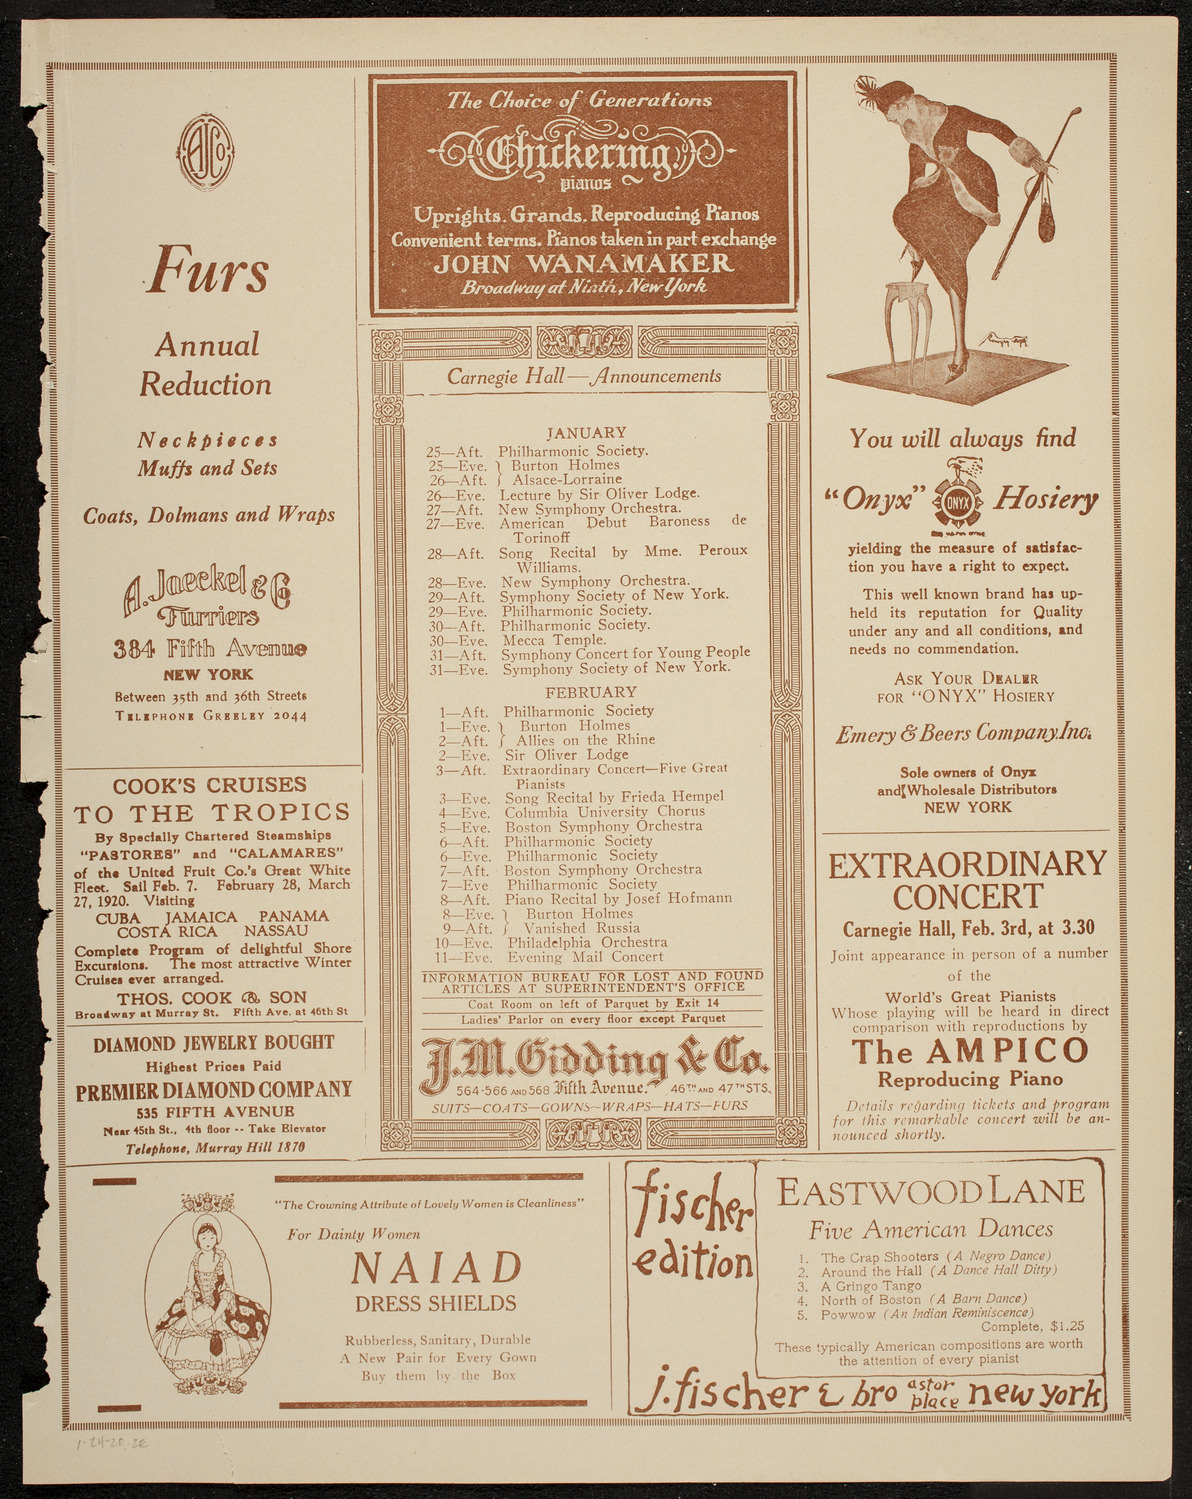 AJCo
Furs
Annual
Reduction
Neckpieces
Muffs and Sets
Coats, Dolmans and Wraps
A. Jaeckel & Co
Furriers
384 Fifth Avenue
NEW YORK
Between 35th and 36th Streets
TELEPHONE GREELEY 2044
COOK'S CRUISES
TO THE TROPICS
By Specially Chartered Steamships
"PASTORES" and "CALAMARES"
of the United Fruit Co.'s Great White
Fleet. Sail Feb. 7. February 28, March
27, 1920. Visiting
CUBA JAMAICA PANAMA
COSTA RICA NASSAU
Complete Program of delightful Shore
Excursions. The most attractive Winter
Cruises ever arranged.
THOS. COOK & SON
Broadway at Murray St. Fifth Ave. at 46th St
DIAMOND JEWELRY BOUGHT
Highest Prices Paid
PREMIER DIAMOND COMPANY
535 FIFTH AVENUE
Near 45th St., 4th floor -- Take Elevator
Telephone, Murray Hill 1870
The Choice of Generations
Chickering
pianos
Uprights. Grands. Reproducing Pianos
Convenient terms. Pianos taken in part exchange
JOHN WANAMAKER
Broadway at Ninth, New York
Carnegie Hall—Announcements
JANUARY
25—Aft. Philharmonic Society.
25—Eve. } Burton Holmes
26—Aft. } Alsace-Lorraine
26—Eve. Lecture by Sir Oliver Lodge.
27—Aft. New Symphony Orchestra.
27—Eve. American Debut Baroness de
Torinoff
28—Aft. Song Recital by Mme. Peroux
Williams.
28—Eve. New Symphony Orchestra.
29—Aft. Symphony Society of New York.
29—Eve. Philharmonic Society.
30—Aft. Philharmonic Society.
30—Eve. Mecca Temple.
31—Aft. Symphony Concert for Young People
31—Eve. Symphony Society of New York.
FEBRUARY
1—Aft. Philharmonic Society
1—Eve. } Burton Holmes
2—Aft. } Allies on the Rhine
2—Eve. Sir Oliver Lodge
3—Aft. Extraordinary Concert—Five Great
Pianists
3—Eve. Song Recital by Frieda Hempel
4—Eve. Columbia University Chorus
5—Eve. Boston Symphony Orchestra
6—Aft. Philharmonic Society
6—Eve. Philharmonic Society
7—Aft. Boston Symphony Orchestra
7—Eve. Philharmonic Society
8—Aft. Piano Recital by Josef Hofmann
8—Eve. } Burton Holmes
9—Aft. } Vanished Russia
10—Eve. Philadelphia Orchestra
11—Eve. Evening Mail Concert
INFORMATION BUREAU FOR LOST AND FOUND
ARTICLES AT SUPERINTENDENT'S OFFICE
Coat Room on left of Parquet by Exit 14
Ladies' Parlor on every floor except Parquet
J.M. Gidding & Co.
564-566 AND 568 Fifth Avenue. 46TH AND 47TH STS.
SUITS—COATS—GOWNS—WRAPS—HATS—FURS
You will always find
"Onyx" ONYX Hosiery
yielding the measure of satisfac-
tion you have a right to expect.
This well known brand has up-
held its reputation for Quality
under any and all conditions, and
needs no commendation.
ASK YOUR DEALER
FOR "ONYX" HOSIERY
Emery & Beers Company, Inc.
Sole owners of Onyx
and Wholesale Distributors
NEW YORK
EXTRAORDINARY
CONCERT
Carnegie Hall, Feb. 3rd, at 3.30
Joint appearance in person of a number
of the
World's Great Pianists
Whose playing will be heard in direct
comparison with reproductions by
The AMPICO
Reproducing Piano
Details regarding tickets and program
for this remarkable concert will be an-
nounced shortly.
"The Crowning Attribute of Lovely Women is Cleanliness"
For Dainty Women
NAIAD
DRESS SHIELDS
Rubberless, Sanitary, Durable
A New Pair for Every Gown
Buy them by the Box
fischer
edition
EASTWOOD LANE
Five American Dances
1. The Crap Shooters (A Negro Dance)
2. Around the Hall (A Dance Hall Ditty)
3. A Gringo Tango
4. North of Boston (A Barn Dance)
5. Powwow (An Indian Reminiscence)
Complete, $1.25
These typically American compositions are worth
the attention of every pianist
j. fischer & bro astor place new york
1-24-20.2E